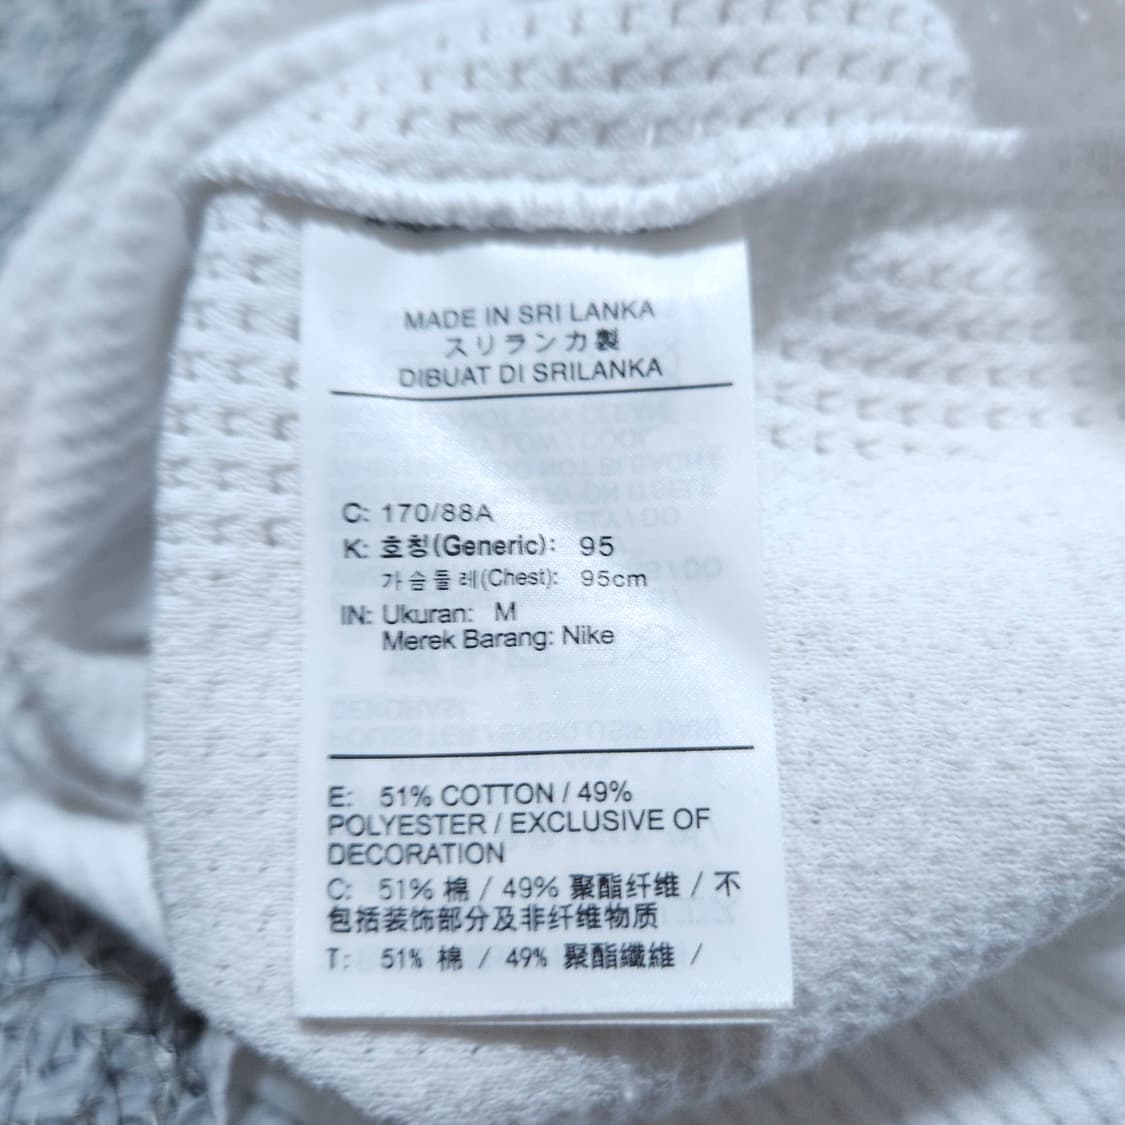 MADE IN SRI LANKA
スリランカ製
DIBUAT DI SRILANKA
C: 170/88A
K: 호칭(Generic): 95
가슴둘레(Chest): 95cm
IN: Ukuran: M
Merek Barang: Nike
E: 51% COTTON / 49%
POLYESTER / EXCLUSIVE OF
DECORATION
C: 51% 棉 / 49% 聚酯纤维 / 不
包括装饰部分及非纤维物质
T: 51% 棉 / 49% 聚酯纖維 /